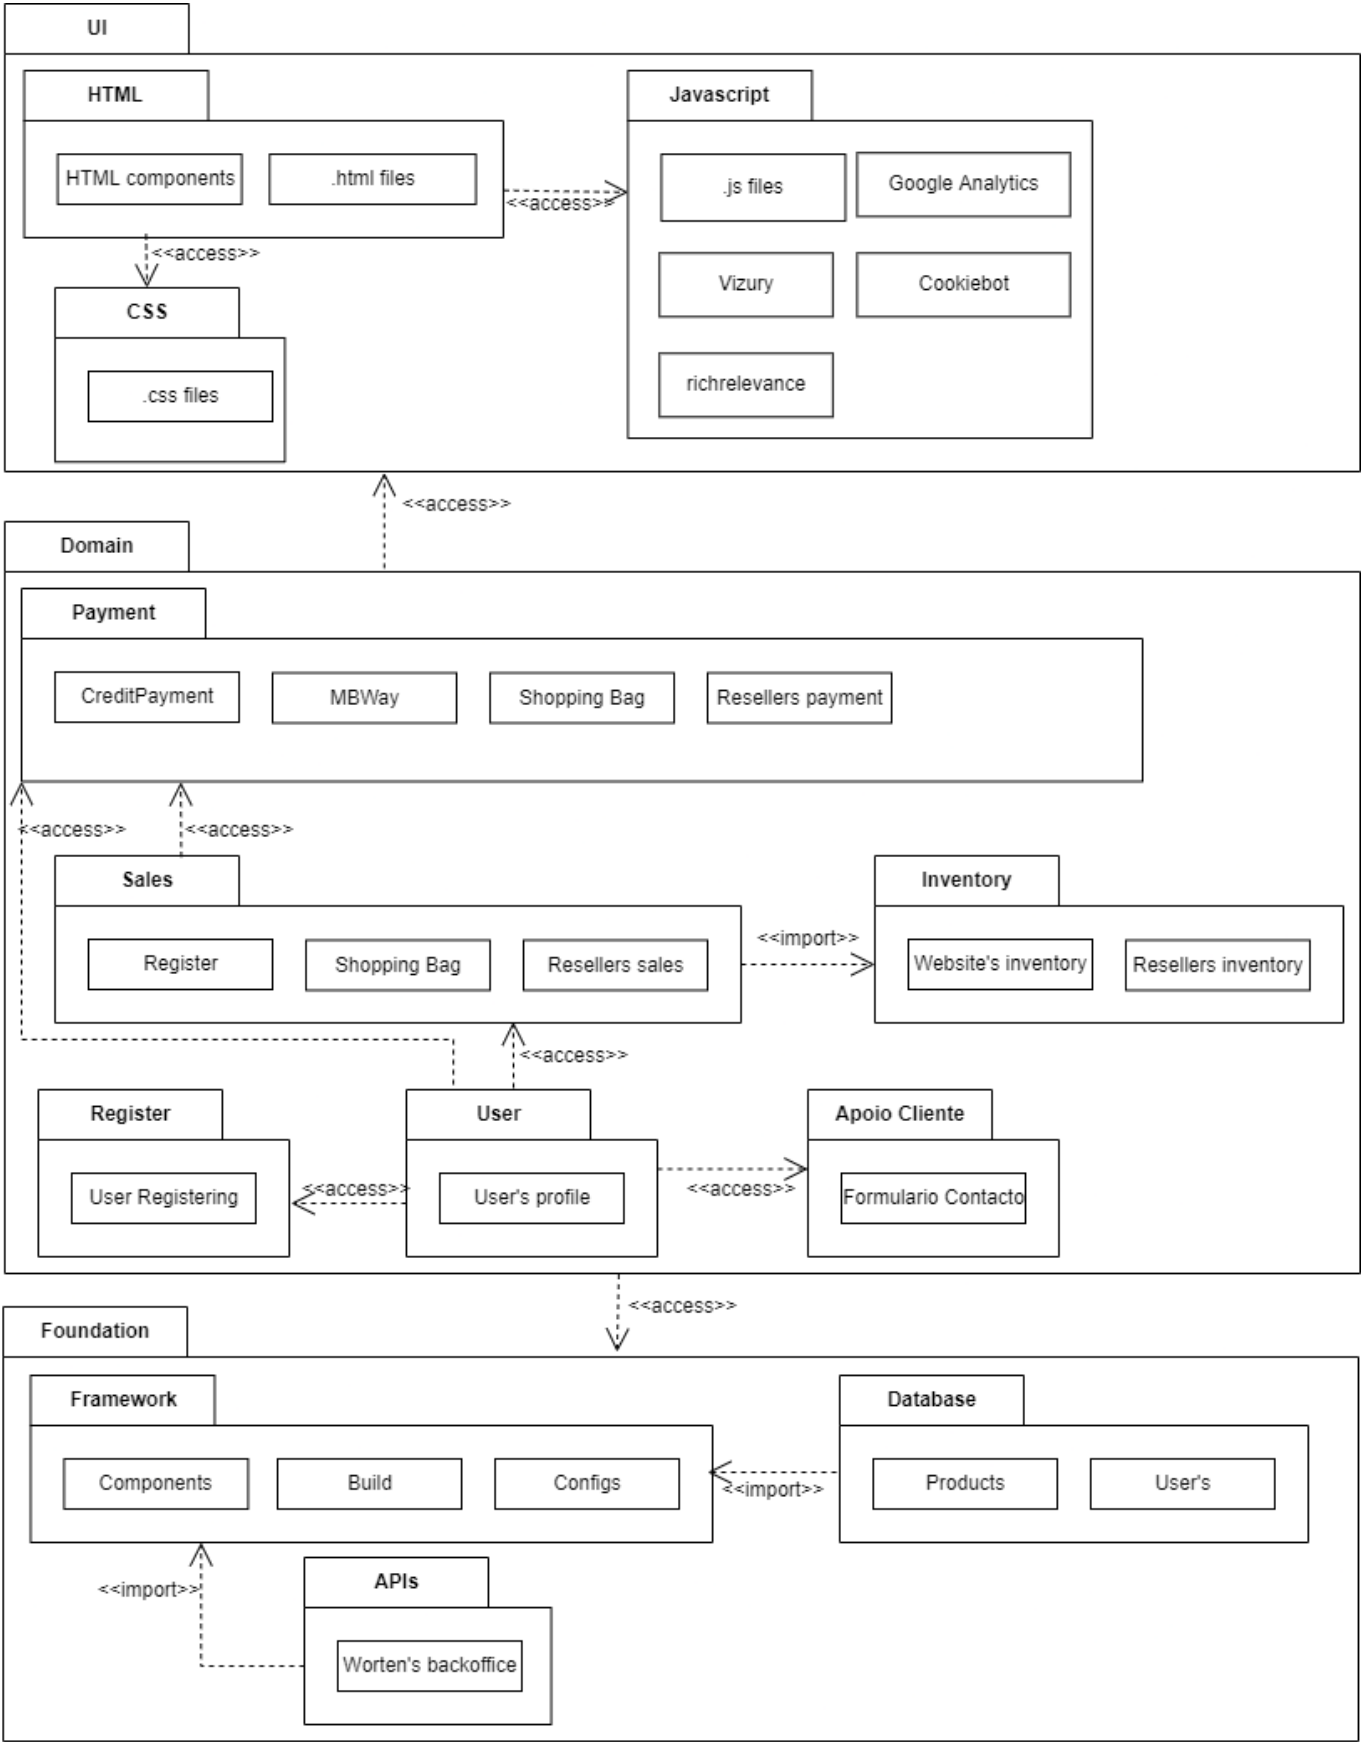 UI
HTML
Javascript
HTML components
.html files
.js files
Google Analytics
<<access>>
<<access>>
Vizury
Cookiebot
CSS
richrelevance
.css files
<<access>>
Domain
Payment
CreditPayment
MBWay
Shopping Bag
Resellers payment
<<access>>
<<access>>
Sales
Inventory
<<import>>
Register
Shopping Bag
Resellers sales
Website's inventory
Resellers inventory
<<access>>
Register
User
Apoio Cliente
<<access>>
<<access>>
User Registering
User's profile
Formulario Contacto
<<access>>
Foundation
Framework
Database
Components
Build
Configs
<<import>>
Products
User's
<<import>>
APIs
Worten's backoffice